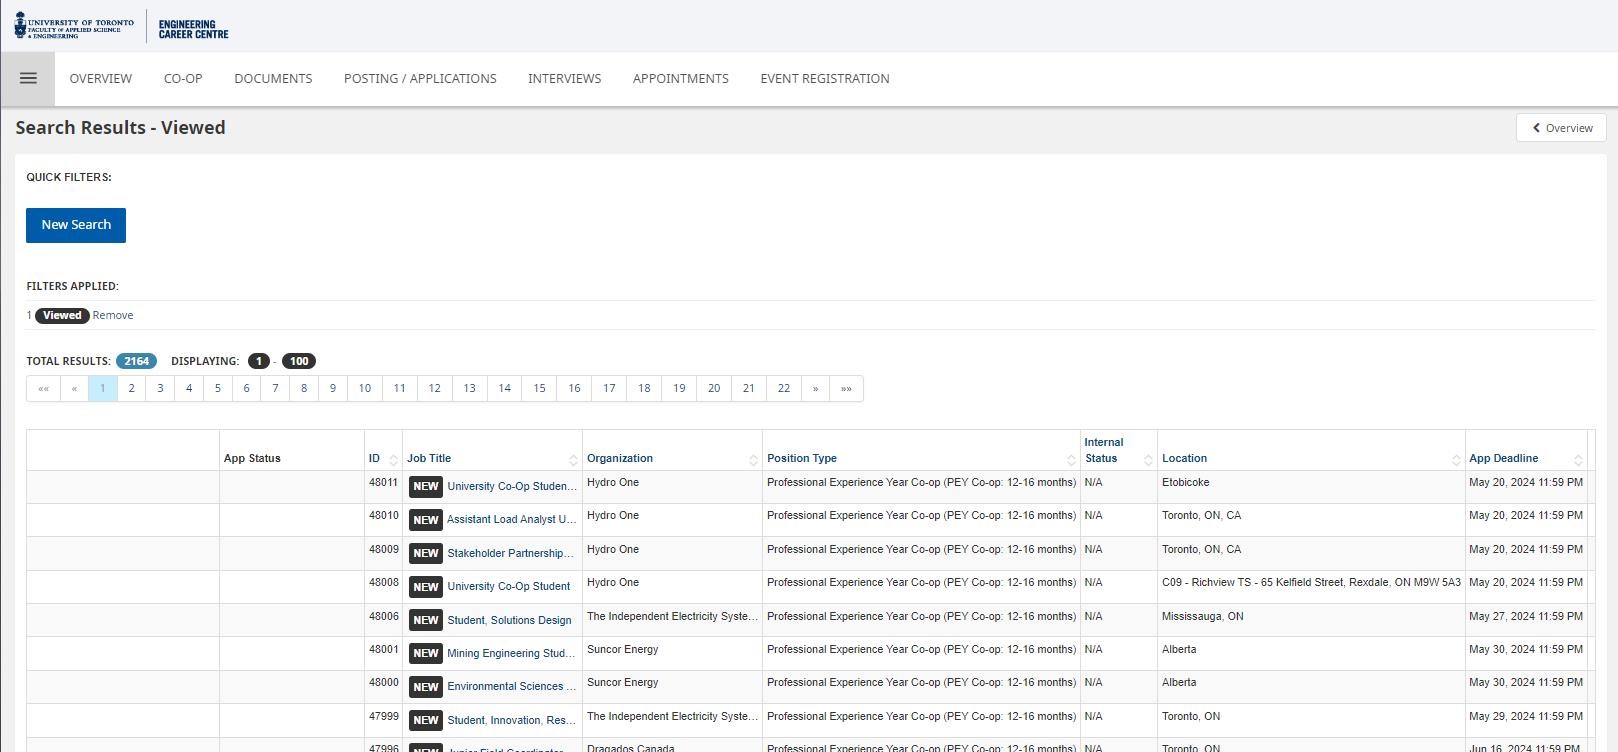 UNIVERSITY OF TORONTO
FACULTY OF APPLIED SCIENCE
& ENGINEERING
ENGINEERING
CAREER CENTRE
OVERVIEW CO-OP DOCUMENTS POSTING / APPLICATIONS INTERVIEWS APPOINTMENTS EVENT REGISTRATION
Search Results - Viewed
Overview
QUICK FILTERS:
New Search
FILTERS APPLIED:
1 Viewed Remove
TOTAL RESULTS: 2164 DISPLAYING: 1 - 100
«« « 1 2 3 4 5 6 7 8 9 10 11 12 13 14 15 16 17 18 19 20 21 22 » »»
App Status ID Job Title Organization Position Type Internal Status Location App Deadline
48011 NEW University Co-Op Studen... Hydro One Professional Experience Year Co-op (PEY Co-op: 12-16 months) N/A Etobicoke May 20, 2024 11:59 PM
48010 NEW Assistant Load Analyst U... Hydro One Professional Experience Year Co-op (PEY Co-op: 12-16 months) N/A Toronto, ON, CA May 20, 2024 11:59 PM
48009 NEW Stakeholder Partnership... Hydro One Professional Experience Year Co-op (PEY Co-op: 12-16 months) N/A Toronto, ON, CA May 20, 2024 11:59 PM
48008 NEW University Co-Op Student Hydro One Professional Experience Year Co-op (PEY Co-op: 12-16 months) N/A C09 - Richview TS - 65 Kelfield Street, Rexdale, ON M9W 5A3 May 20, 2024 11:59 PM
48006 NEW Student, Solutions Design The Independent Electricity Syste... Professional Experience Year Co-op (PEY Co-op: 12-16 months) N/A Mississauga, ON May 27, 2024 11:59 PM
48001 NEW Mining Engineering Stud... Suncor Energy Professional Experience Year Co-op (PEY Co-op: 12-16 months) N/A Alberta May 30, 2024 11:59 PM
48000 NEW Environmental Sciences ... Suncor Energy Professional Experience Year Co-op (PEY Co-op: 12-16 months) N/A Alberta May 30, 2024 11:59 PM
47999 NEW Student, Innovation, Res... The Independent Electricity Syste... Professional Experience Year Co-op (PEY Co-op: 12-16 months) N/A Toronto, ON May 29, 2024 11:59 PM
47996 NEW Junior Field Coordinator Dragados Canada Professional Experience Year Co-op (PEY Co-op: 12-16 months) N/A Toronto, ON Jun 16, 2024 11:59 PM